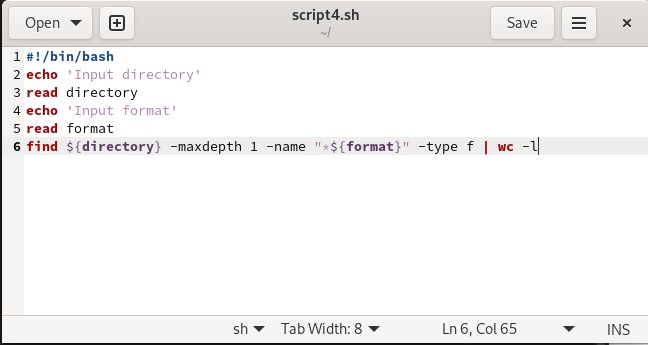 Open
script4.sh
~/
Save
1 #!/bin/bash
2 echo 'Input directory'
3 read directory
4 echo 'Input format'
5 read format
6 find ${directory} -maxdepth 1 -name "*${format}" -type f | wc -l
sh Tab Width: 8 Ln 6, Col 65 INS